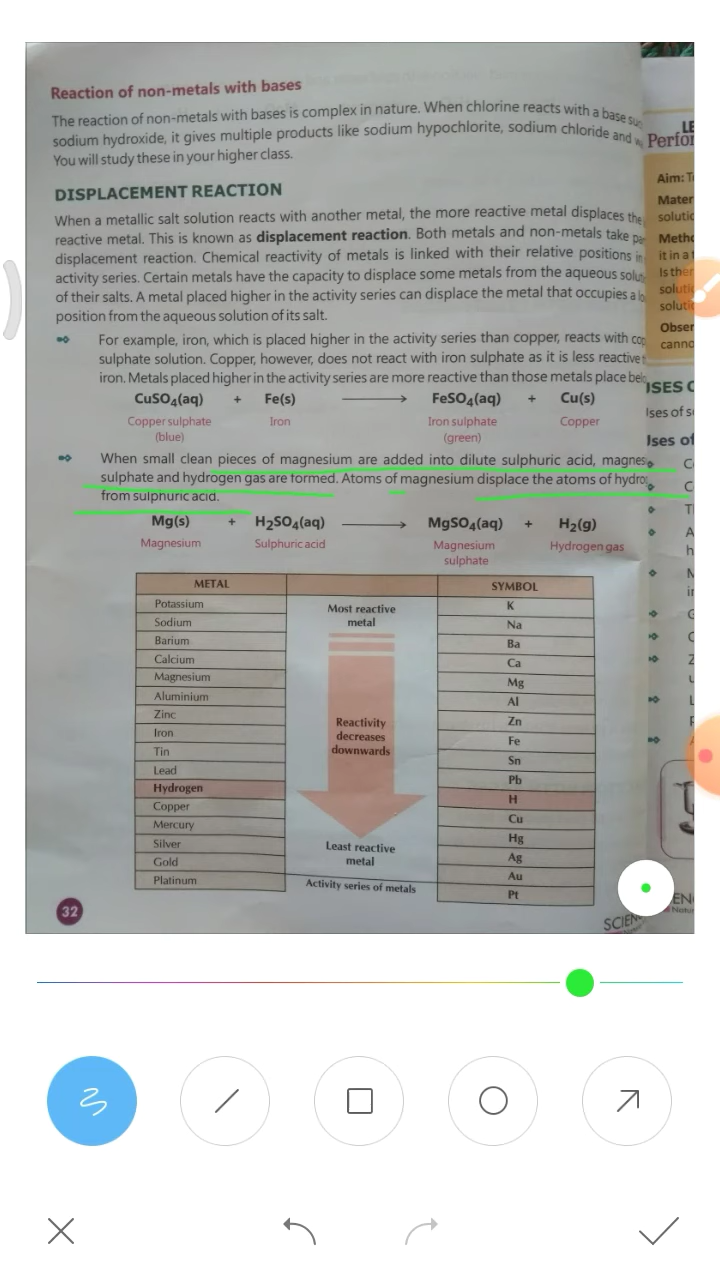 Reaction of non-metals with bases
The reaction of non-metals with bases is complex in nature. When chlorine reacts with a base
sodium hydroxide, it gives multiple products like sodium hypochlorite, sodium chloride and
You will study these in your higher class.
DISPLACEMENT REACTION
When a metallic salt solution reacts with another metal, the more reactive metal displaces the
reactive metal. This is known as displacement reaction. Both metals and non-metals take
displacement reaction. Chemical reactivity of metals is linked with their relative positions
activity series. Certain metals have the capacity to displace some metals from the aqueous
of their salts. A metal placed higher in the activity series can displace the metal that occupies a
position from the aqueous solution of its salt.
For example, iron, which is placed higher in the activity series than copper, reacts with
sulphate solution. Copper, however, does not react with iron sulphate as it is less reactive
iron. Metals placed higher in the activity series are more reactive than those metals place
CuSO₄(aq) + Fe(s) ⟶ FeSO₄(aq) + Cu(s)
Copper sulphate Iron Iron sulphate Copper
(blue) (green)
When small clean pieces of magnesium are added into dilute sulphuric acid,
sulphate and hydrogen gas are formed. Atoms of magnesium displace the atoms of
from sulphuric acid.
Mg(s) + H₂SO₄(aq) ⟶ MgSO₄(aq) + H₂(g)
Magnesium Sulphuric acid Magnesium Hydrogen gas
sulphate
METAL SYMBOL
Potassium K
Sodium Na
Barium Ba
Calcium Ca
Magnesium Mg
Aluminium Al
Zinc Zn
Iron Fe
Tin Sn
Lead Pb
Hydrogen H
Copper Cu
Mercury Hg
Silver Ag
Gold Au
Platinum Pt
Most reactive
metal
Reactivity
decreases
downwards
Least reactive
metal
Activity series of metals
32
Aim:
it in a
Is
cannot